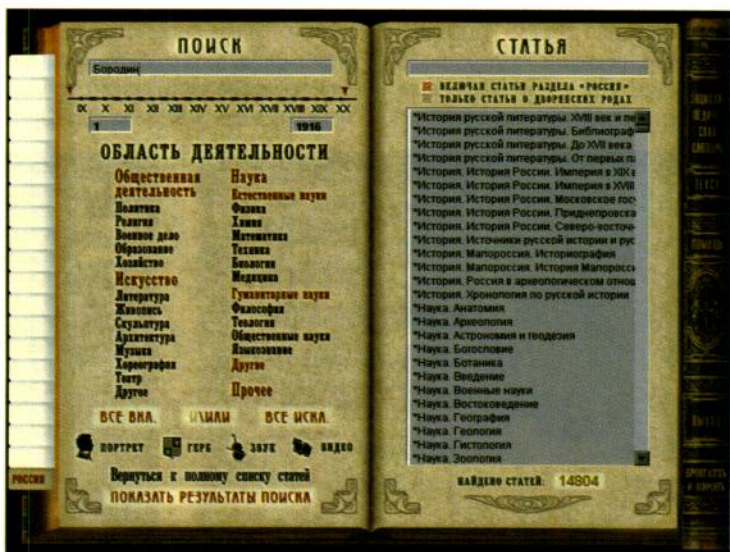 ПОИСК
Бородин
IX X XI XII XIII XIV XV XVI XVII XVIII XIX XX
1 1916
ОБЛАСТЬ ДЕЯТЕЛЬНОСТИ
Общественная деятельность
Политика
Религия
Военное дело
Образование
Хозяйство
Искусство
Литература
Живопись
Скульптура
Архитектура
Музыка
Хореография
Театр
Другое
Наука
Естественные науки
Физика
Химия
Математика
Техника
Биология
Медицина
Гуманитарные науки
Философия
Теология
Общественные науки
Языкознание
Другие
Прочее
ВСЕ ВКЛ. И\ИЛИ ВСЕ ИСКЛ.
ПОРТРЕТ ГЕРБ ЗВУК ВИДЕО
Вернуться к полному списку статей
ПОКАЗАТЬ РЕЗУЛЬТАТЫ ПОИСКА
РОССИЯ
СТАТЬЯ
ВКЛЮЧАЯ СТАТЬИ РАЗДЕЛА «РОССИЯ»
ТОЛЬКО СТАТЬИ О ДВОРЯНСКИХ РОДАХ
"История русской литературы. XVIII век и пе
"История русской литературы. Библиограф
"История русской литературы. До XVII века
"История русской литературы. От первых па
"История. История России. Империя в XIX в
"История. История России. Империя в XVIII
"История. История России. Московское гос
"История. История России. Приднепровска
"История. История России. Северо-восточн
"История. Источники русской истории и рус
"История. Малороссия. Историография
"История. Малороссия. История Малоросси
"История. Россия в археологическом отнош
"История. Хронология по русской истории
"Наука. Анатомия
"Наука. Археология
"Наука. Астрономия и геодезия
"Наука. Богословие
"Наука. Ботаника
"Наука. Введение
"Наука. Военные науки
"Наука. Востоковедение
"Наука. География
"Наука. Геология
"Наука. Гистология
"Наука. Зоология
НАЙДЕНО СТАТЕЙ: 14804
ТЕКСТ
ПОМОЩЬ
ВЫХОД